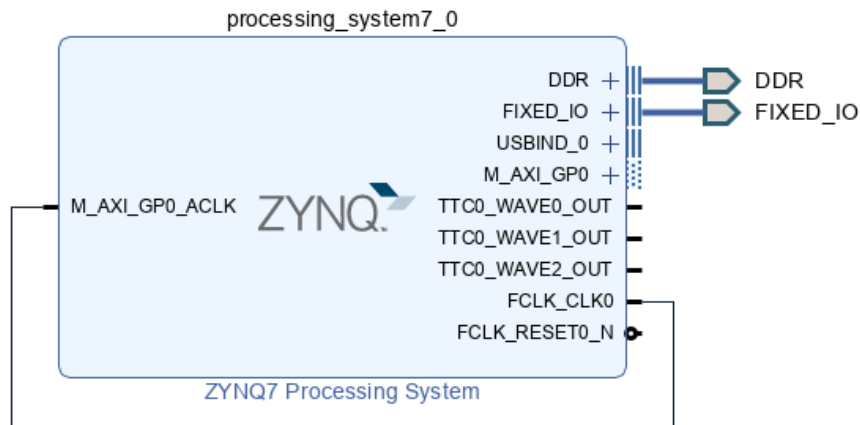 processing_system7_0
DDR
DDR
FIXED_IO
FIXED_IO
USBIND_0
M_AXI_GP0
M_AXI_GP0_ACLK
ZYNQ
TTC0_WAVE0_OUT
TTC0_WAVE1_OUT
TTC0_WAVE2_OUT
FCLK_CLK0
FCLK_RESET0_N
ZYNQ7 Processing System